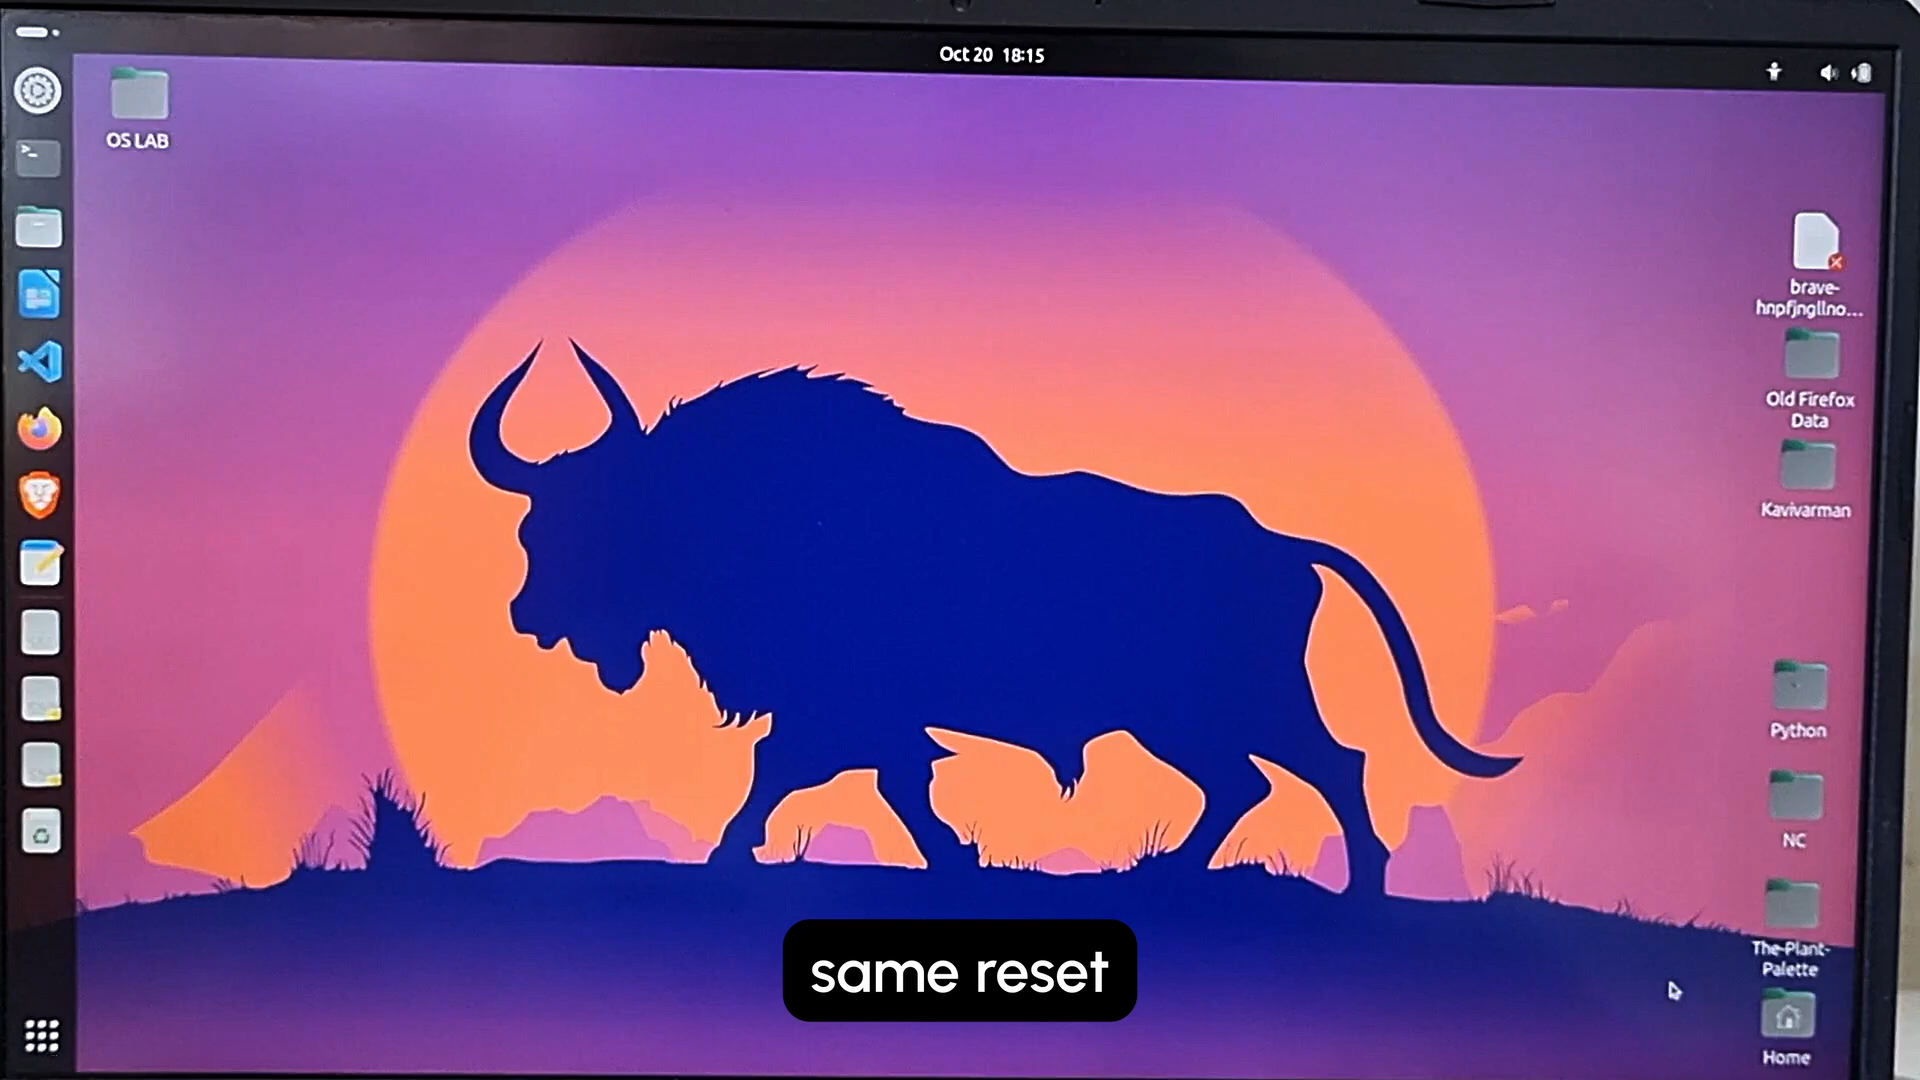 Oct 20 18:15
OS LAB
brave-
hnpfjngllno...
Old Firefox
Data
Kavivarman
Python
NC
The-Plant-
Palette
Home
same reset